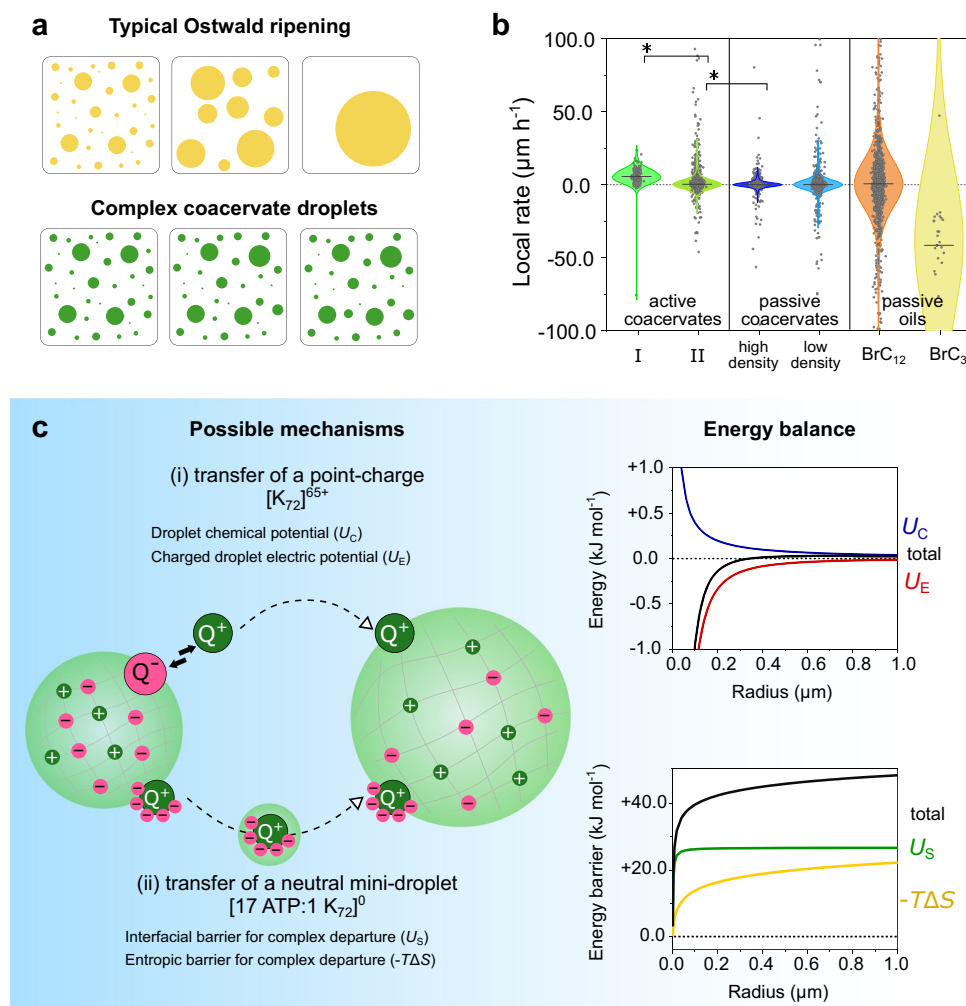 a
Typical Ostwald ripening
Complex coacervate droplets
b
Local rate (µm h⁻¹)
100.0
50.0
0.0
-50.0
-100.0
*
*
active
coacervates
passive
coacervates
passive
oils
I
II
high
density
low
density
BrC₁₂
BrC₃
c
Possible mechanisms
(i) transfer of a point-charge
[K₇₂]⁶⁵⁺
Droplet chemical potential (U_C)
Charged droplet electric potential (U_E)
Q⁺
Q⁺
Q⁻
+ − + − − + − + −
− + − + − − + − + − +
Q⁺
− − − − − −
Q⁺
− − − − − −
Q⁺
− − − − − −
(ii) transfer of a neutral mini-droplet
[17 ATP:1 K₇₂]⁰
Interfacial barrier for complex departure (U_S)
Entropic barrier for complex departure (-TΔS)
Energy balance
Energy (kJ mol⁻¹)
+1.0
+0.5
0.0
-0.5
-1.0
U_C
total
U_E
0.0 0.2 0.4 0.6 0.8 1.0
Radius (µm)
Energy barrier (kJ mol⁻¹)
+40.0
+20.0
0.0
total
U_S
-TΔS
0.0 0.2 0.4 0.6 0.8 1.0
Radius (µm)